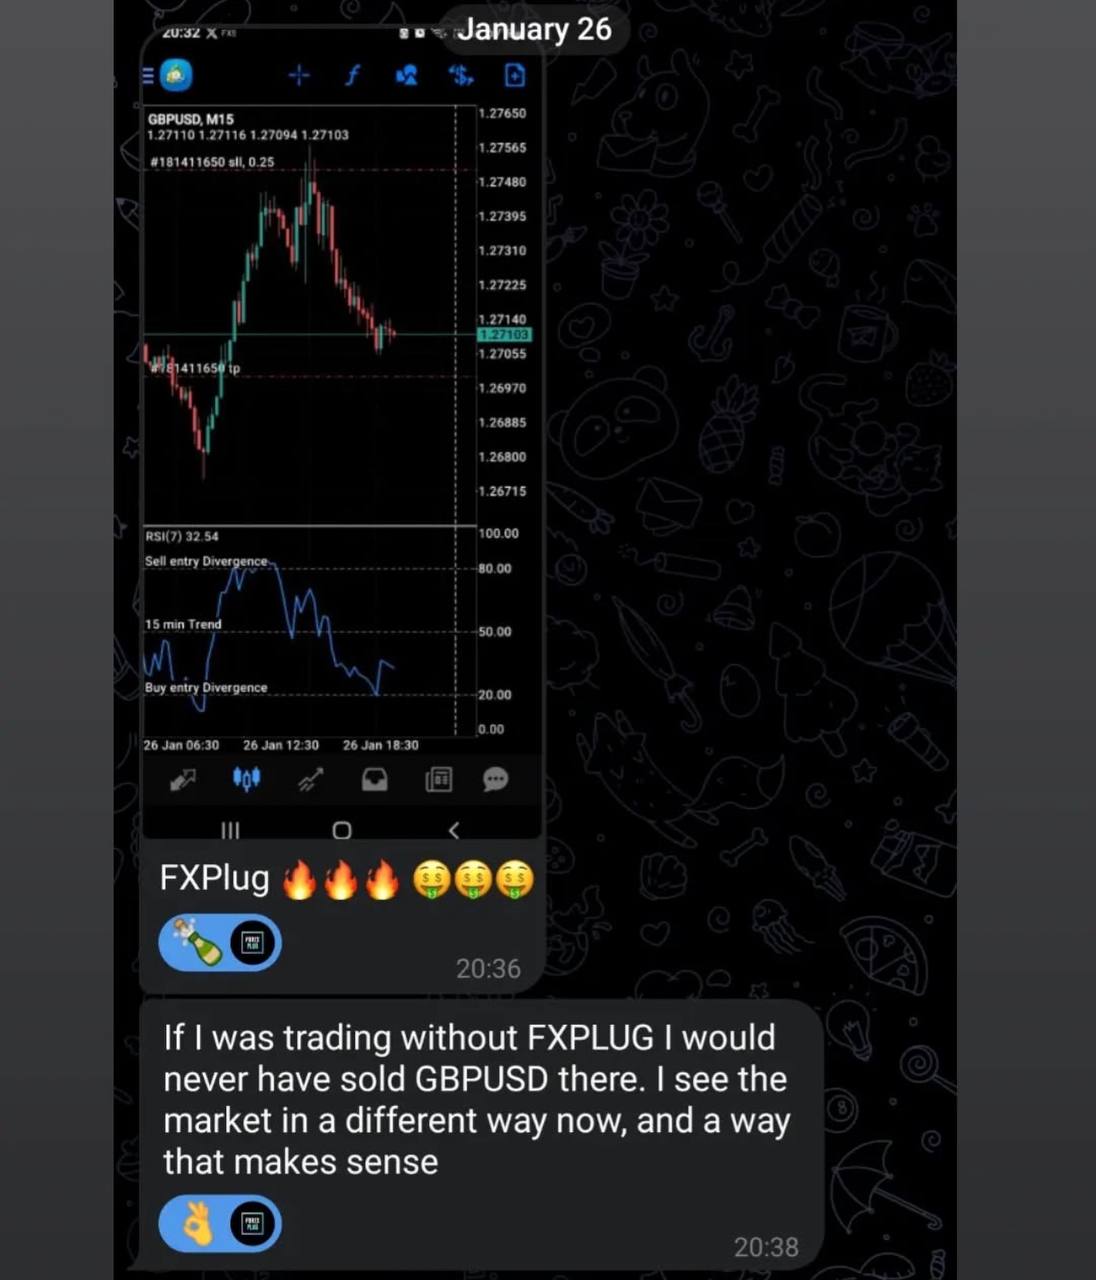 January 26
20:32
GBPUSD, M15
1.27110 1.27116 1.27094 1.27103
#181411650 sll, 0.25
#181411650 tp
1.27650
1.27565
1.27480
1.27395
1.27310
1.27225
1.27140
1.27103
1.27055
1.26970
1.26885
1.26800
1.26715
RSI(7) 32.54
Sell entry Divergence
15 min Trend
Buy entry Divergence
100.00
80.00
50.00
20.00
0.00
26 Jan 06:30 26 Jan 12:30 26 Jan 18:30
FXPlug 🔥🔥🔥 🤑🤑🤑
FOREX
PLUG
20:36
If I was trading without FXPLUG I would
never have sold GBPUSD there. I see the
market in a different way now, and a way
that makes sense
FOREX
PLUG
20:38